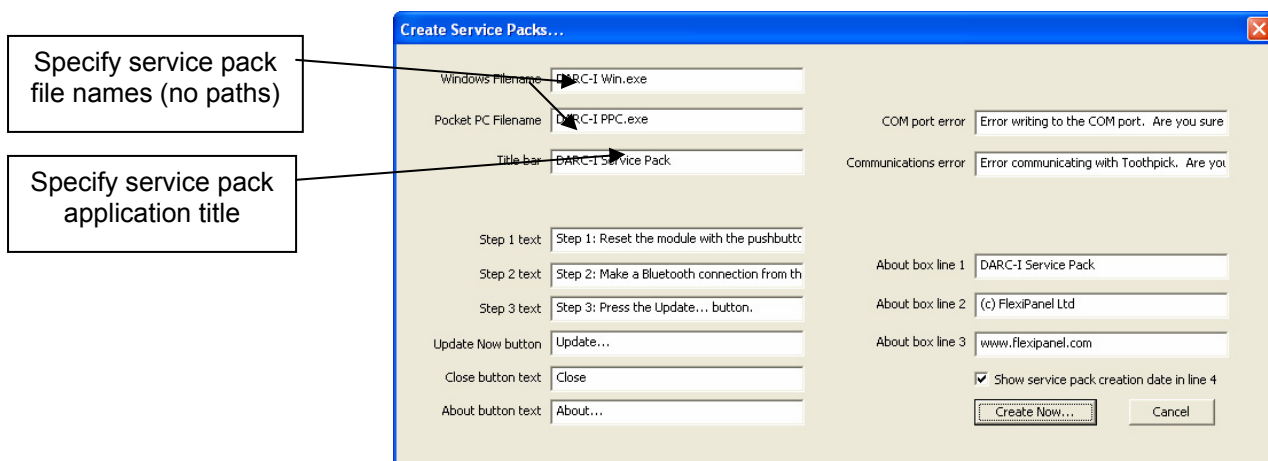 Specify service pack
file names (no paths)
Specify service pack
application title
Create Service Packs...
Windows Filename DARC-I Win.exe
Pocket PC Filename DARC-I PPC.exe
Title bar DARC-I Service Pack
COM port error Error writing to the COM port. Are you sure
Communications error Error communicating with Toothpick. Are you
Step 1 text Step 1: Reset the module with the pushbutto
Step 2 text Step 2: Make a Bluetooth connection from th
Step 3 text Step 3: Press the Update... button.
Update Now button Update...
Close button text Close
About button text About...
About box line 1 DARC-I Service Pack
About box line 2 (c) FlexiPanel Ltd
About box line 3 www.flexipanel.com
Show service pack creation date in line 4
Create Now... Cancel